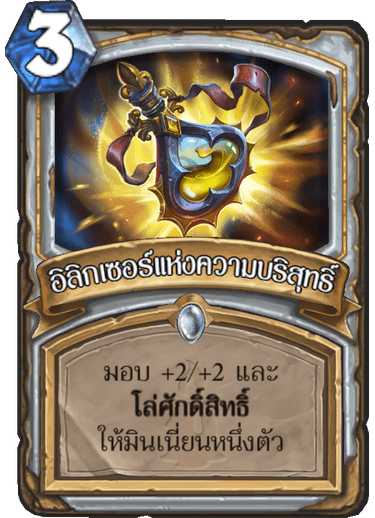 3
อิลิกเซอร์แห่งความบริสุทธิ์
มอบ +2/+2 และ
โล่ศักดิ์สิทธิ์
ให้มินเนี่ยนหนึ่งตัว